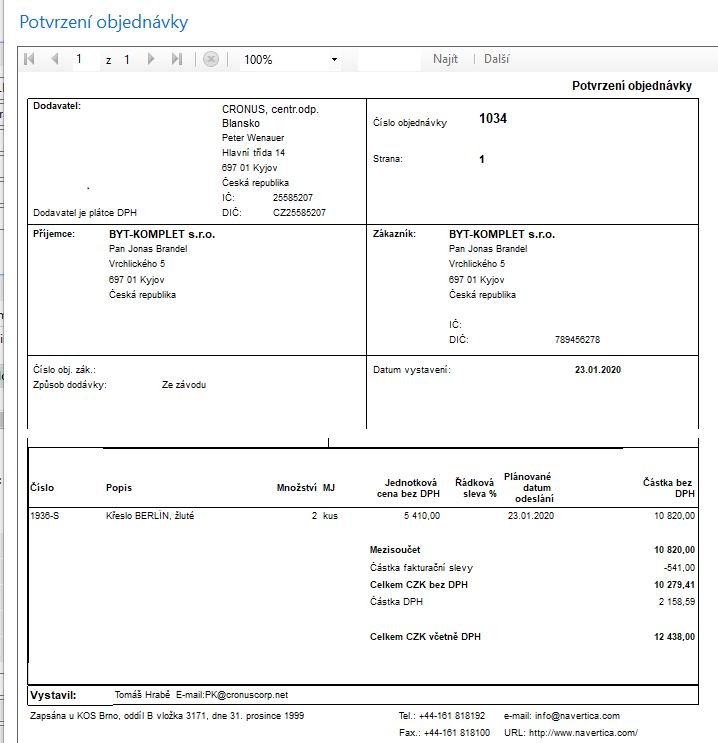 Potvrzení objednávky
1 z 1 100% Najít Další
Potvrzení objednávky
Dodavatel:
CRONUS, centr.odp.
Blansko
Peter Wenauer
Hlavní třída 14
697 01 Kyjov
Česká republika
IČ: 25585207
Dodavatel je plátce DPH DIČ: CZ25585207
Číslo objednávky 1034
Strana: 1
Příjemce: BYT-KOMPLET s.r.o.
Pan Jonas Brandel
Vrchlického 5
697 01 Kyjov
Česká republika
Zákazník: BYT-KOMPLET s.r.o.
Pan Jonas Brandel
Vrchlického 5
697 01 Kyjov
Česká republika
IČ:
DIČ: 789456278
Číslo obj. zák.:
Způsob dodávky: Ze závodu
Datum vystavení: 23.01.2020
Číslo Popis Množství MJ Jednotková cena bez DPH Řádková sleva % Plánované datum odeslání Částka bez DPH
1936-S Křeslo BERLÍN, žluté 2 kus 5 410,00 23.01.2020 10 820,00
Mezisoučet 10 820,00
Částka fakturační slevy -541,00
Celkem CZK bez DPH 10 279,41
Částka DPH 2 158,59
Celkem CZK včetně DPH 12 438,00
Vystavil: Tomáš Hrabě E-mail:PK@cronuscorp.net
Zapsána u KOS Brno, oddíl B vložka 3171, dne 31. prosince 1999 Tel.: +44-161 818192 e-mail: info@navertica.com
Fax.: +44-161 818100 URL: http://www.navertica.com/